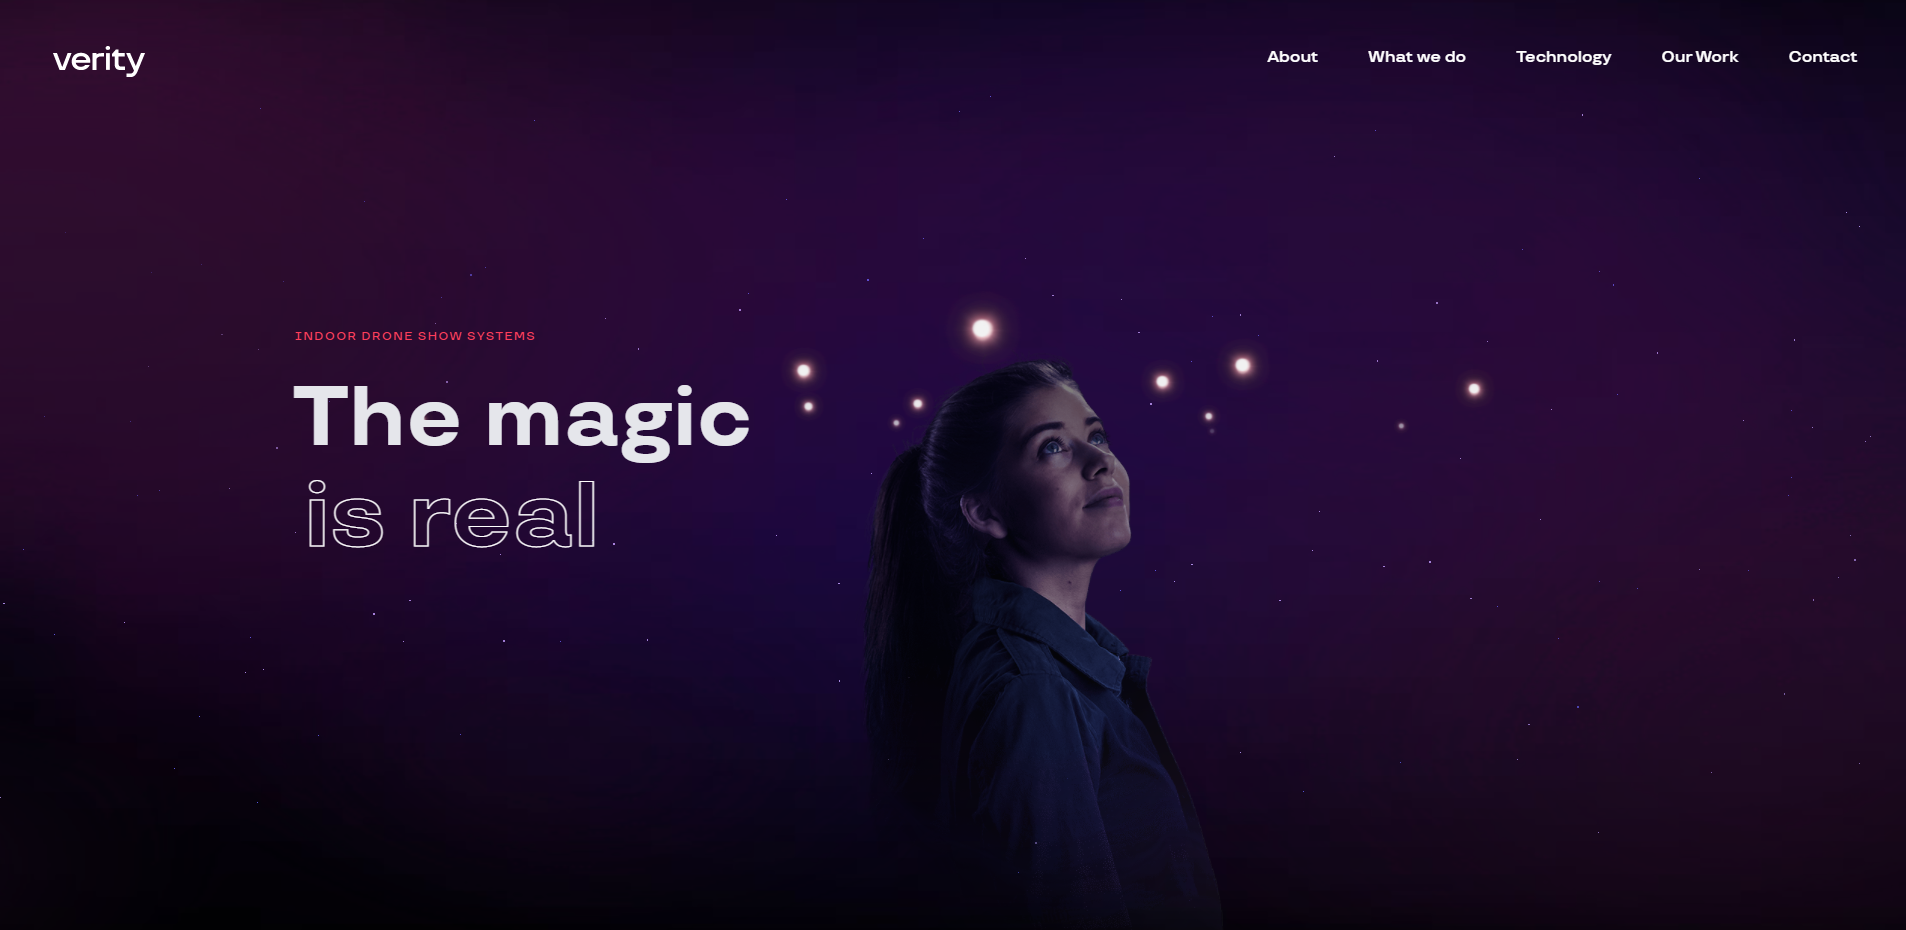 verity
About What we do Technology Our Work Contact
INDOOR DRONE SHOW SYSTEMS
The magic
is real